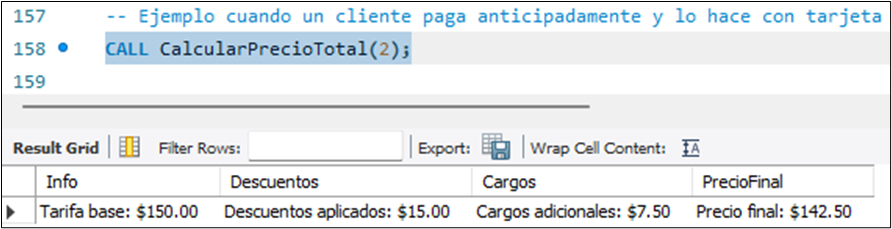 157 -- Ejemplo cuando un cliente paga anticipadamente y lo hace con tarjeta
158 CALL CalcularPrecioTotal(2);
159
Result Grid Filter Rows: Export: Wrap Cell Content:
Info Descuentos Cargos PrecioFinal
Tarifa base: $150.00 Descuentos aplicados: $15.00 Cargos adicionales: $7.50 Precio final: $142.50